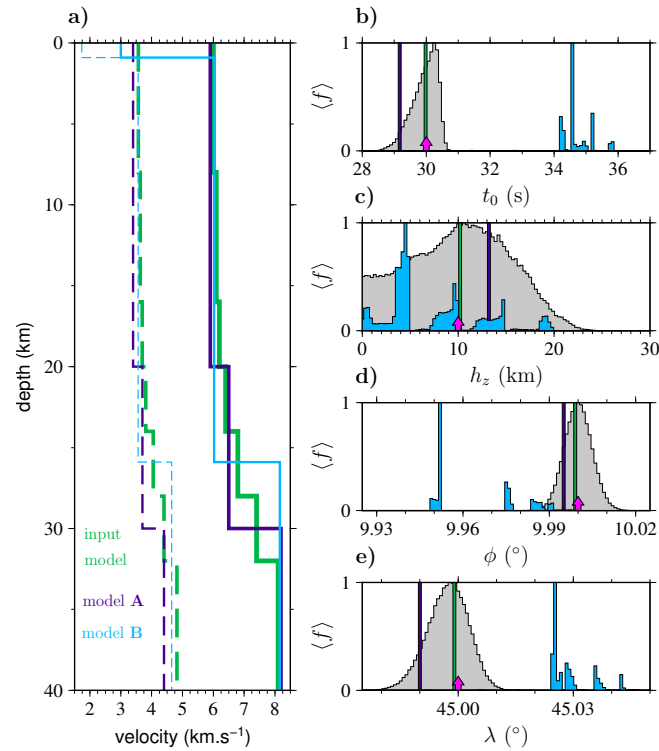 a)
0
10
20
30
40
depth (km)
2 3 4 5 6 7 8
velocity (km.s⁻¹)
input
model
model A
model B
b)
1
0
⟨f⟩
28 30 32 34 36
t₀ (s)
c)
1
0
⟨f⟩
0 10 20 30
h_z (km)
d)
1
0
⟨f⟩
9.93 9.96 9.99 10.02
ϕ (°)
e)
1
0
⟨f⟩
45.00 45.03
λ (°)